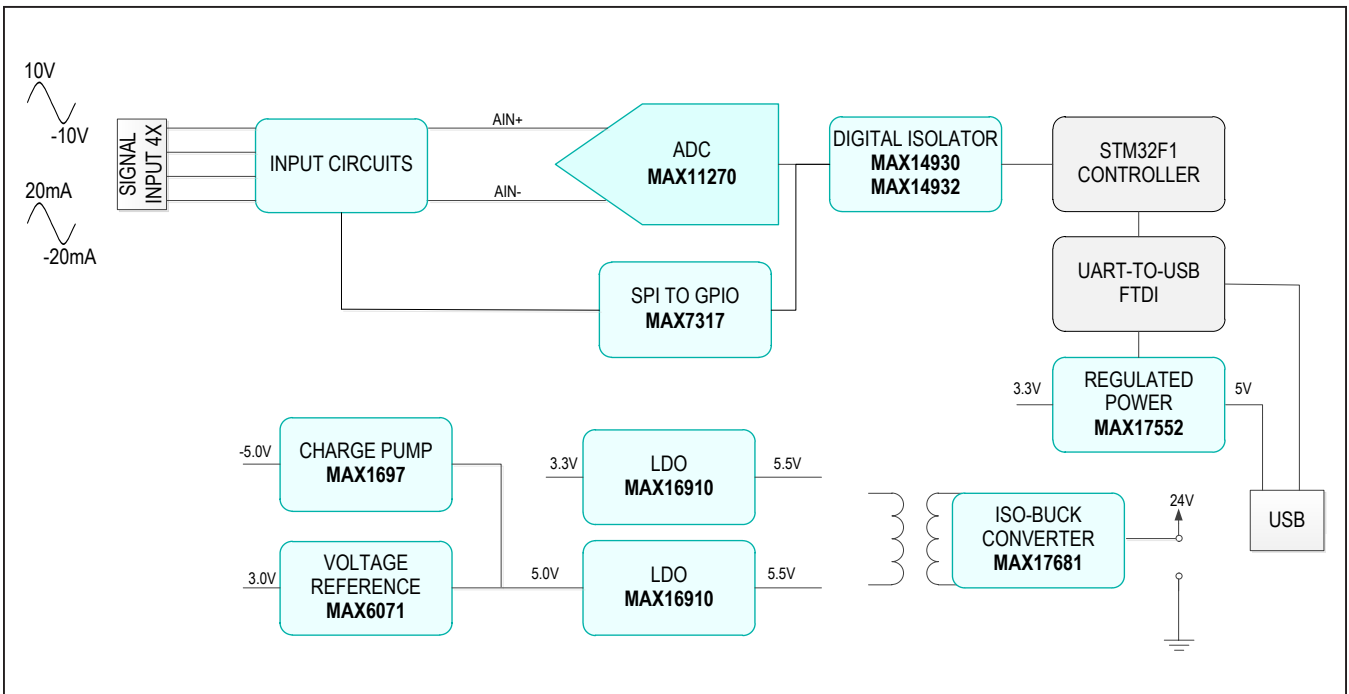 10V
-10V
20mA
-20mA
SIGNAL
INPUT 4X
INPUT CIRCUITS
AIN+
AIN-
ADC
MAX11270
DIGITAL ISOLATOR
MAX14930
MAX14932
STM32F1
CONTROLLER
SPI TO GPIO
MAX7317
UART-TO-USB
FTDI
3.3V
REGULATED
POWER
MAX17552
5V
-5.0V
CHARGE PUMP
MAX1697
3.3V
LDO
MAX16910
5.5V
3.0V
VOLTAGE
REFERENCE
MAX6071
5.0V
LDO
MAX16910
5.5V
ISO-BUCK
CONVERTER
MAX17681
24V
USB